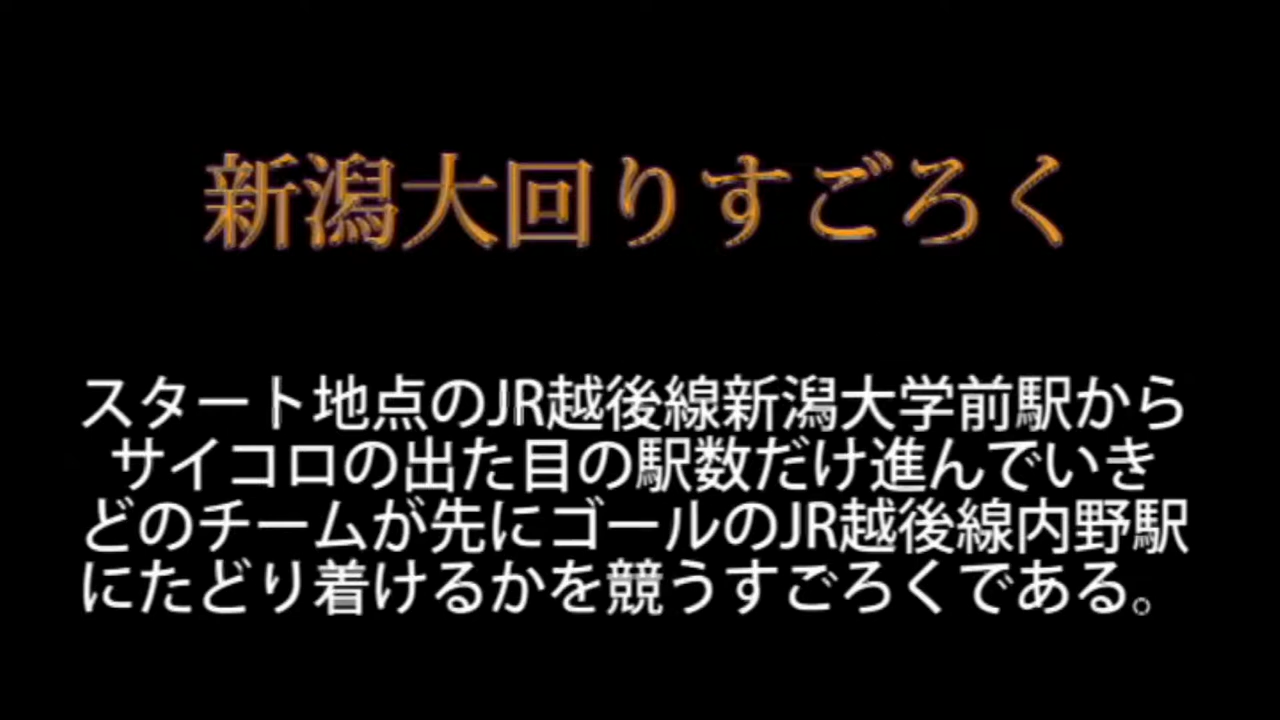 新潟大回りすごろく
スタート地点のJR越後線新潟大学前駅から
サイコロの出た目の駅数だけ進んでいき
どのチームが先にゴールのJR越後線内野駅
にたどり着けるかを競うすごろくである。